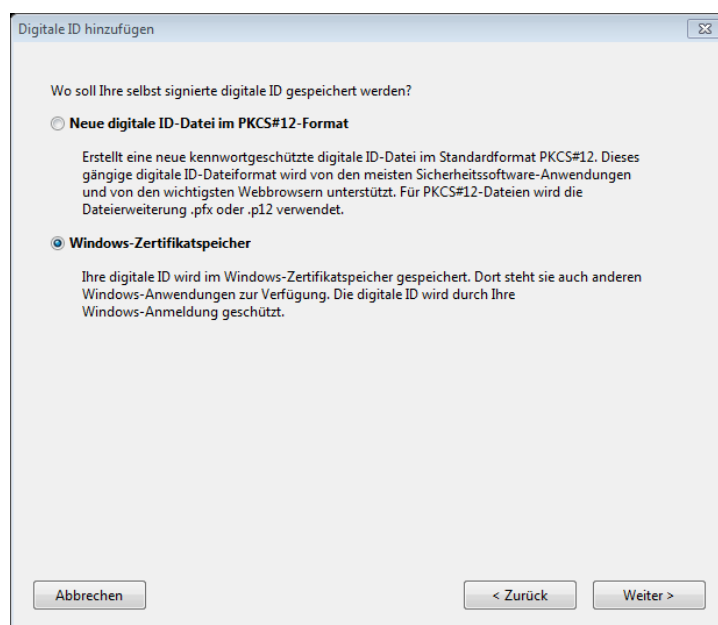 Digitale ID hinzufügen
Wo soll Ihre selbst signierte digitale ID gespeichert werden?
Neue digitale ID-Datei im PKCS#12-Format
Erstellt eine neue kennwortgeschützte digitale ID-Datei im Standardformat PKCS#12. Dieses
gängige digitale ID-Dateiformat wird von den meisten Sicherheitssoftware-Anwendungen
und von den wichtigsten Webbrowsern unterstützt. Für PKCS#12-Dateien wird die
Dateierweiterung .pfx oder .p12 verwendet.
Windows-Zertifikatspeicher
Ihre digitale ID wird im Windows-Zertifikatspeicher gespeichert. Dort steht sie auch anderen
Windows-Anwendungen zur Verfügung. Die digitale ID wird durch Ihre
Windows-Anmeldung geschützt.
Abbrechen
< Zurück
Weiter >